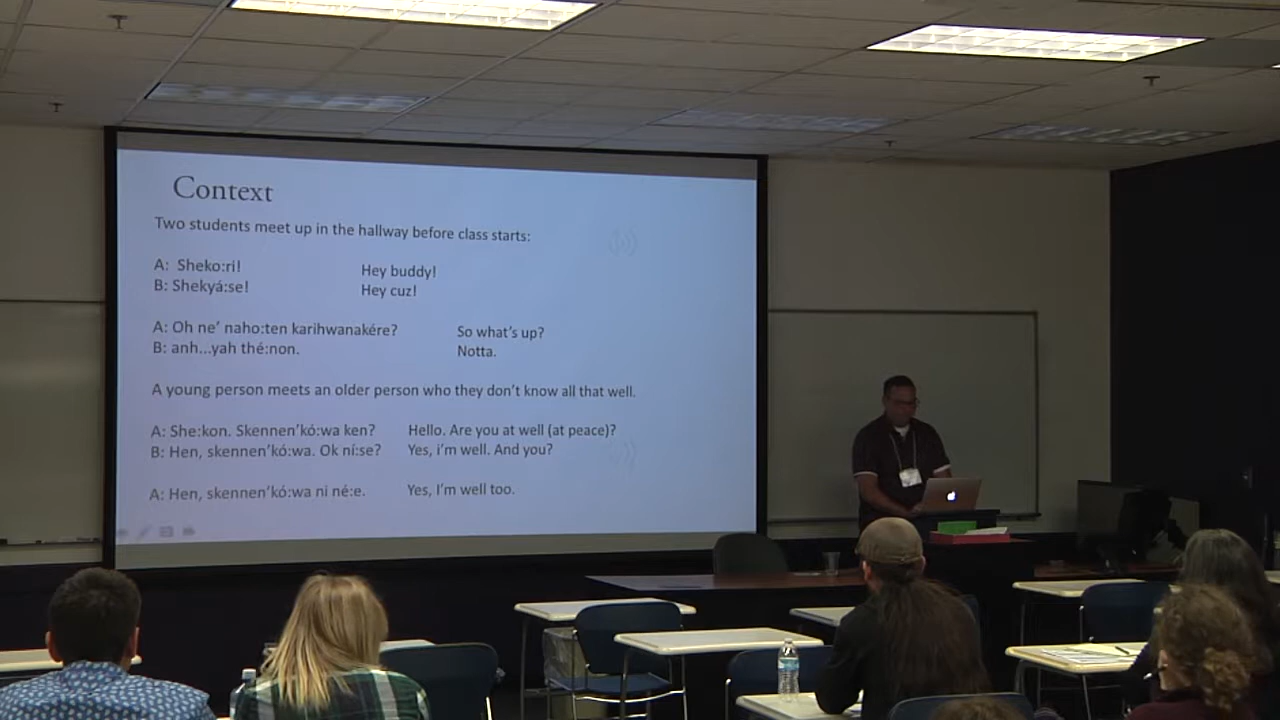 Context
Two students meet up in the hallway before class starts:
A: Sheko:ri! Hey buddy!
B: Shekyá:se! Hey cuz!
A: Oh ne' naho:ten karihwanakére? So what's up?
B: anh...yah thé:non. Notta.
A young person meets an older person who they don't know all that well.
A: She:kon. Skennen'kó:wa ken? Hello. Are you at well (at peace)?
B: Hen, skennen'kó:wa. Ok ní:se? Yes, i'm well. And you?
A: Hen, skennen'kó:wa ni né:e. Yes, I'm well too.